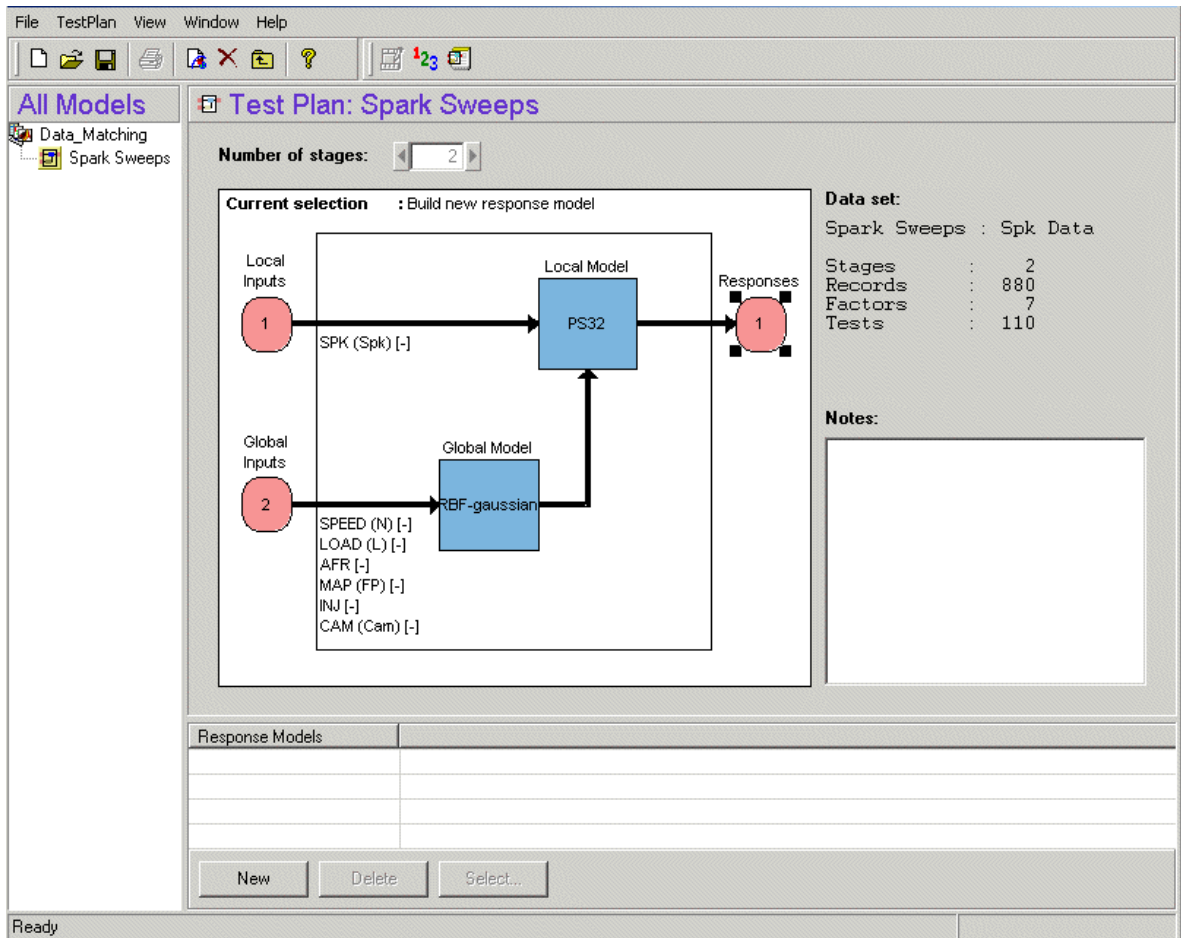 File TestPlan View Window Help
123
All Models
Data_Matching
Spark Sweeps
Test Plan: Spark Sweeps
Number of stages: 2
Current selection : Build new response model
Local
Inputs
1
SPK (Spk) [-]
Local Model
PS32
Responses
1
Global
Inputs
2
SPEED (N) [-]
LOAD (L) [-]
AFR [-]
MAP (FP) [-]
INJ [-]
CAM (Cam) [-]
Global Model
RBF-gaussian
Data set:
Spark Sweeps : Spk Data
Stages : 2
Records : 880
Factors : 7
Tests : 110
Notes:
Response Models
New Delete Select...
Ready